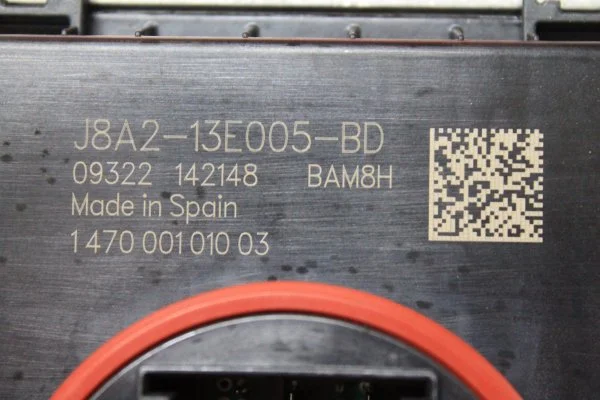 J8A2-13E005-BD
09322 142148 BAM8H
Made in Spain
1 470 001 010 03